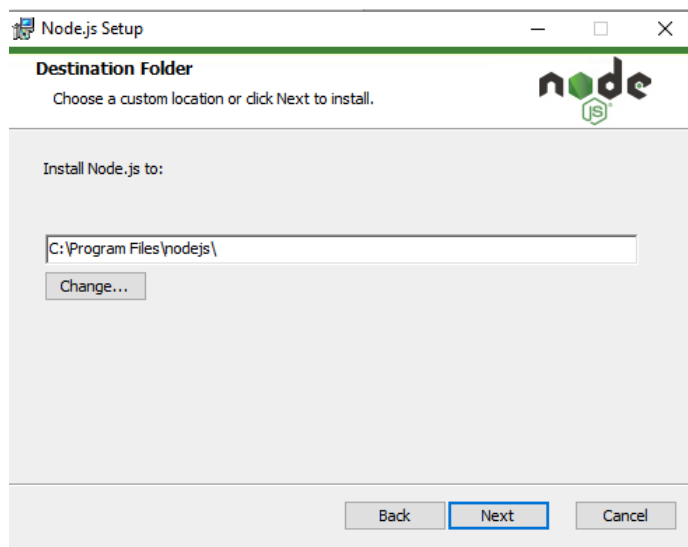 Node.js Setup
Destination Folder
Choose a custom location or click Next to install.
node
JS
Install Node.js to:
C:\Program Files\nodejs\
Change...
Back Next Cancel